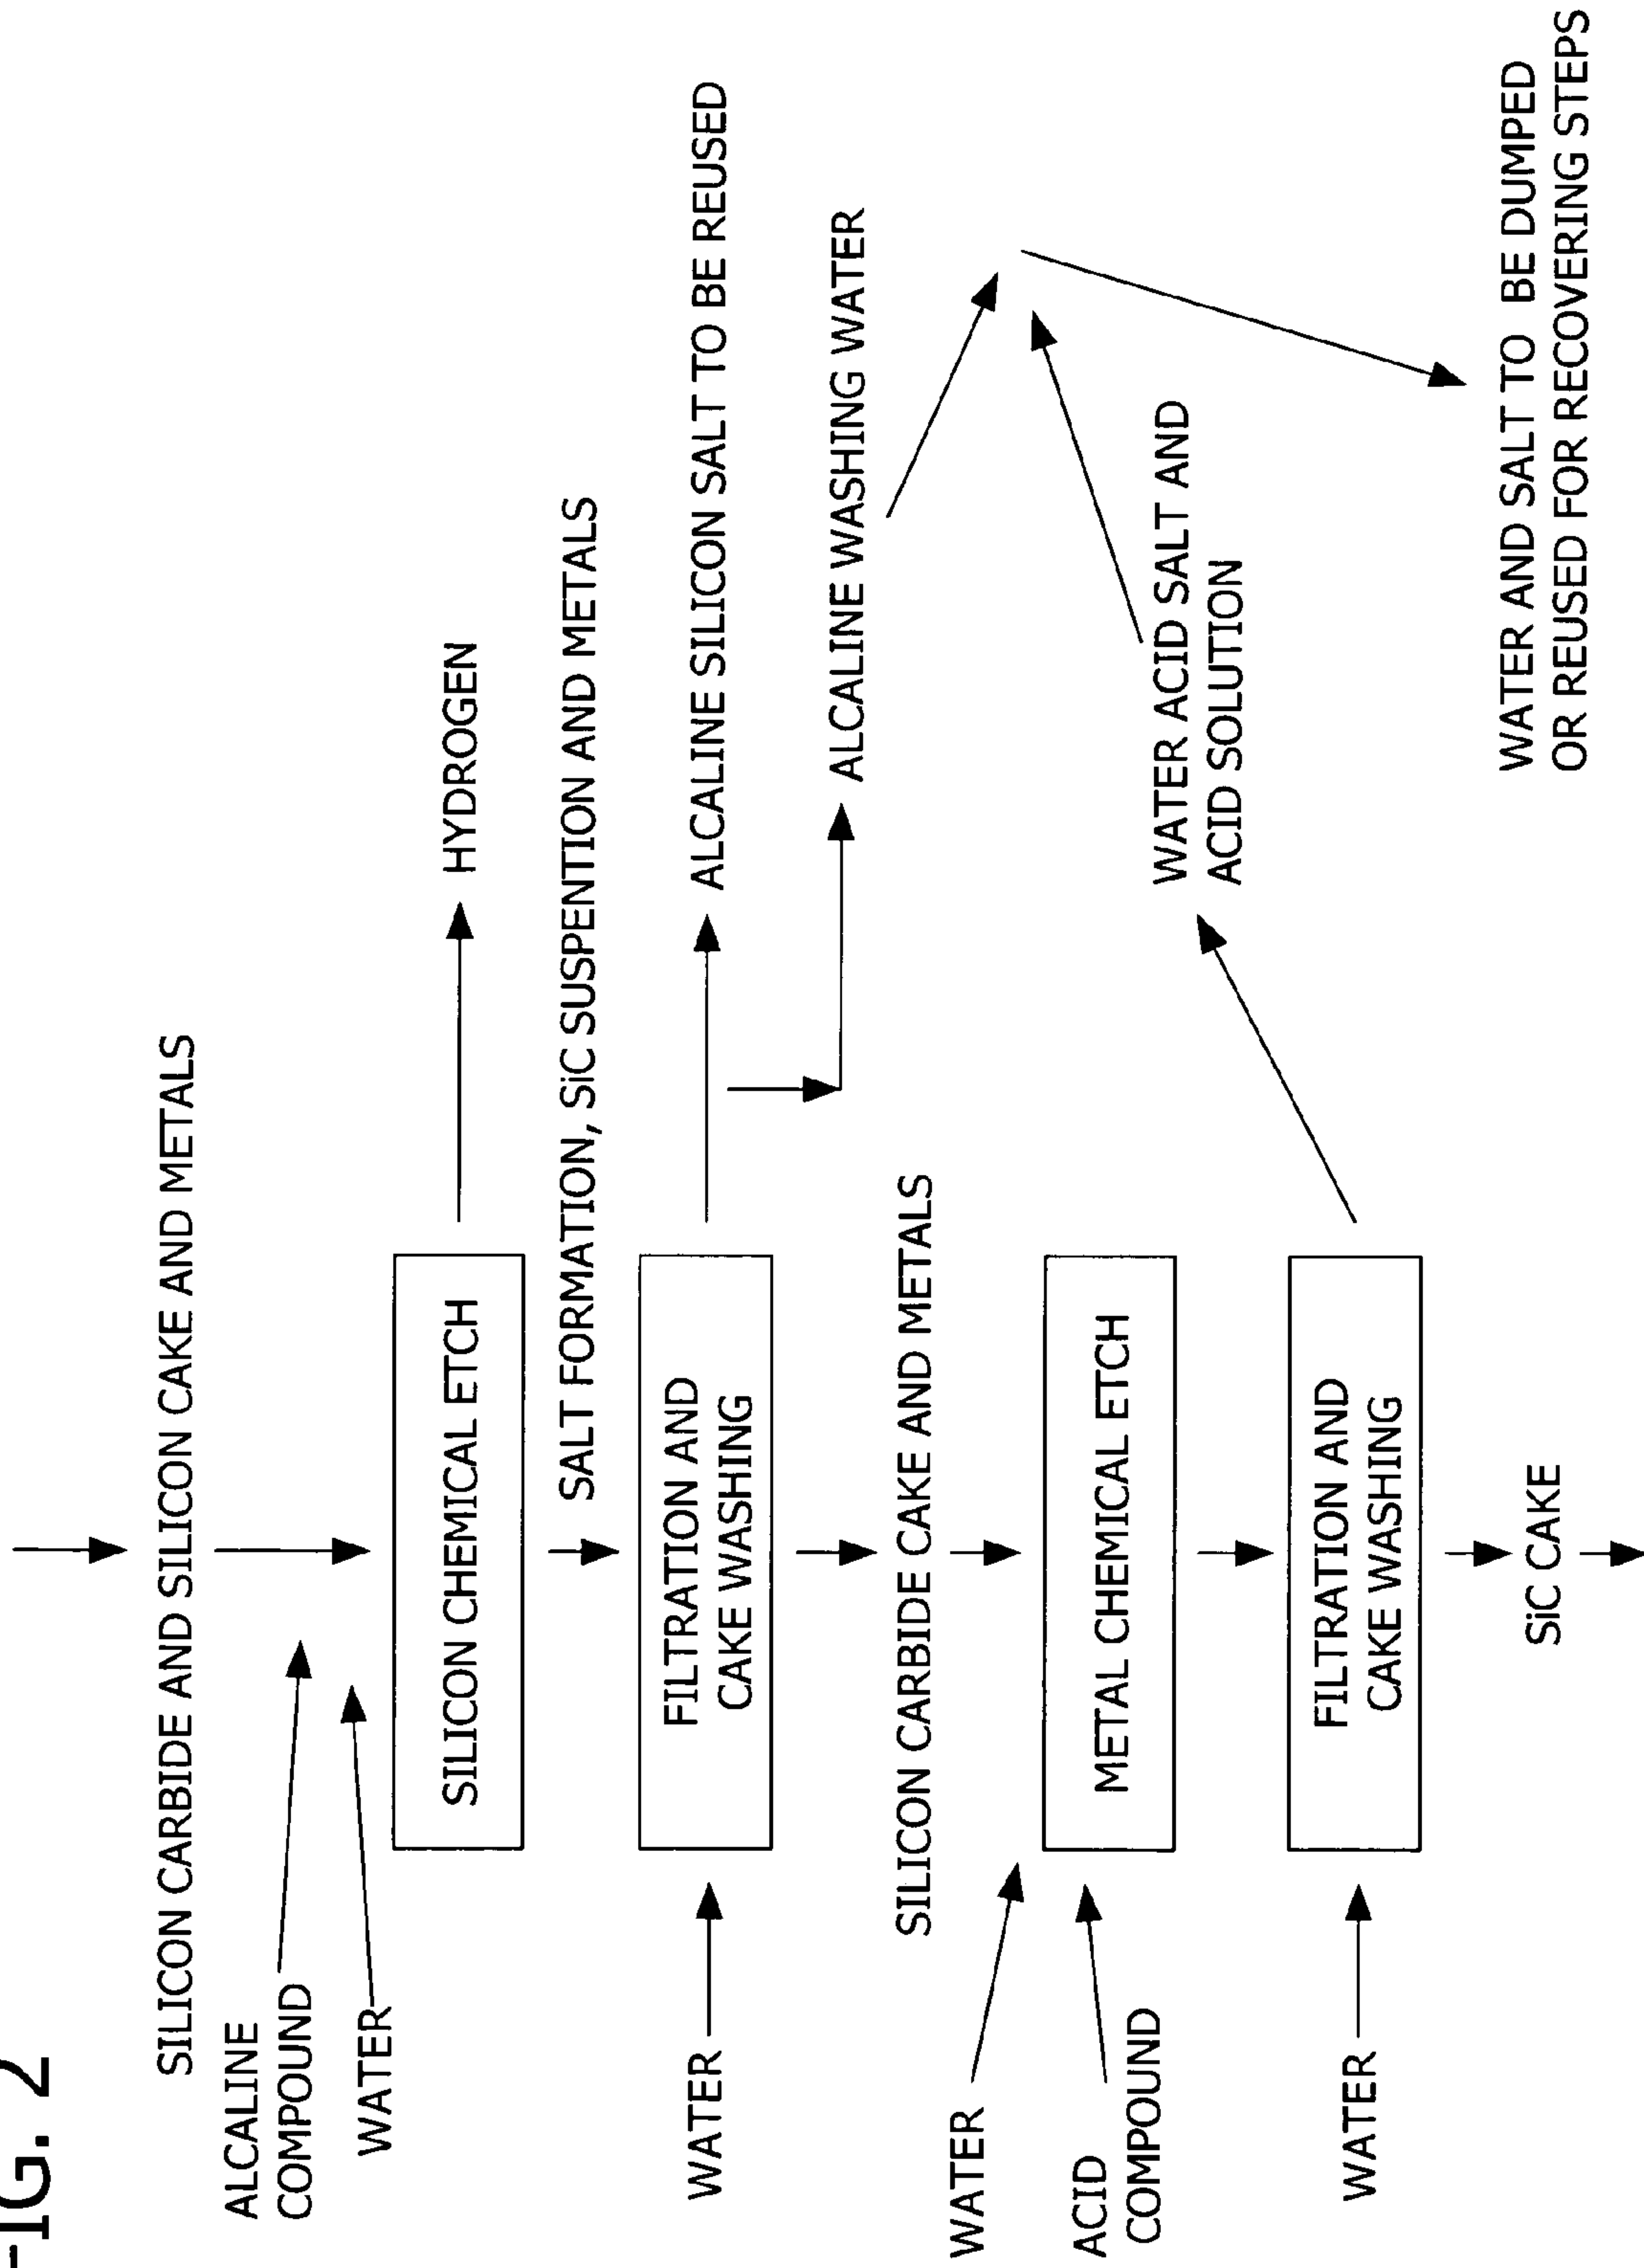 FIG. 2
SILICON CARBIDE AND SILICON CAKE AND METALS
ALCALINE
COMPOUND
WATER
SILICON CHEMICAL ETCH
HYDROGEN
SALT FORMATION, SiC SUSPENTION AND METALS
WATER
FILTRATION AND
CAKE WASHING
ALCALINE SILICON SALT TO BE REUSED
ALCALINE WASHING WATER
SILICON CARBIDE CAKE AND METALS
WATER
ACID
COMPOUND
METAL CHEMICAL ETCH
WATER ACID SALT AND
ACID SOLUTION
WATER
FILTRATION AND
CAKE WASHING
SiC CAKE
WATER AND SALT TO BE DUMPED
OR REUSED FOR RECOVERING STEPS